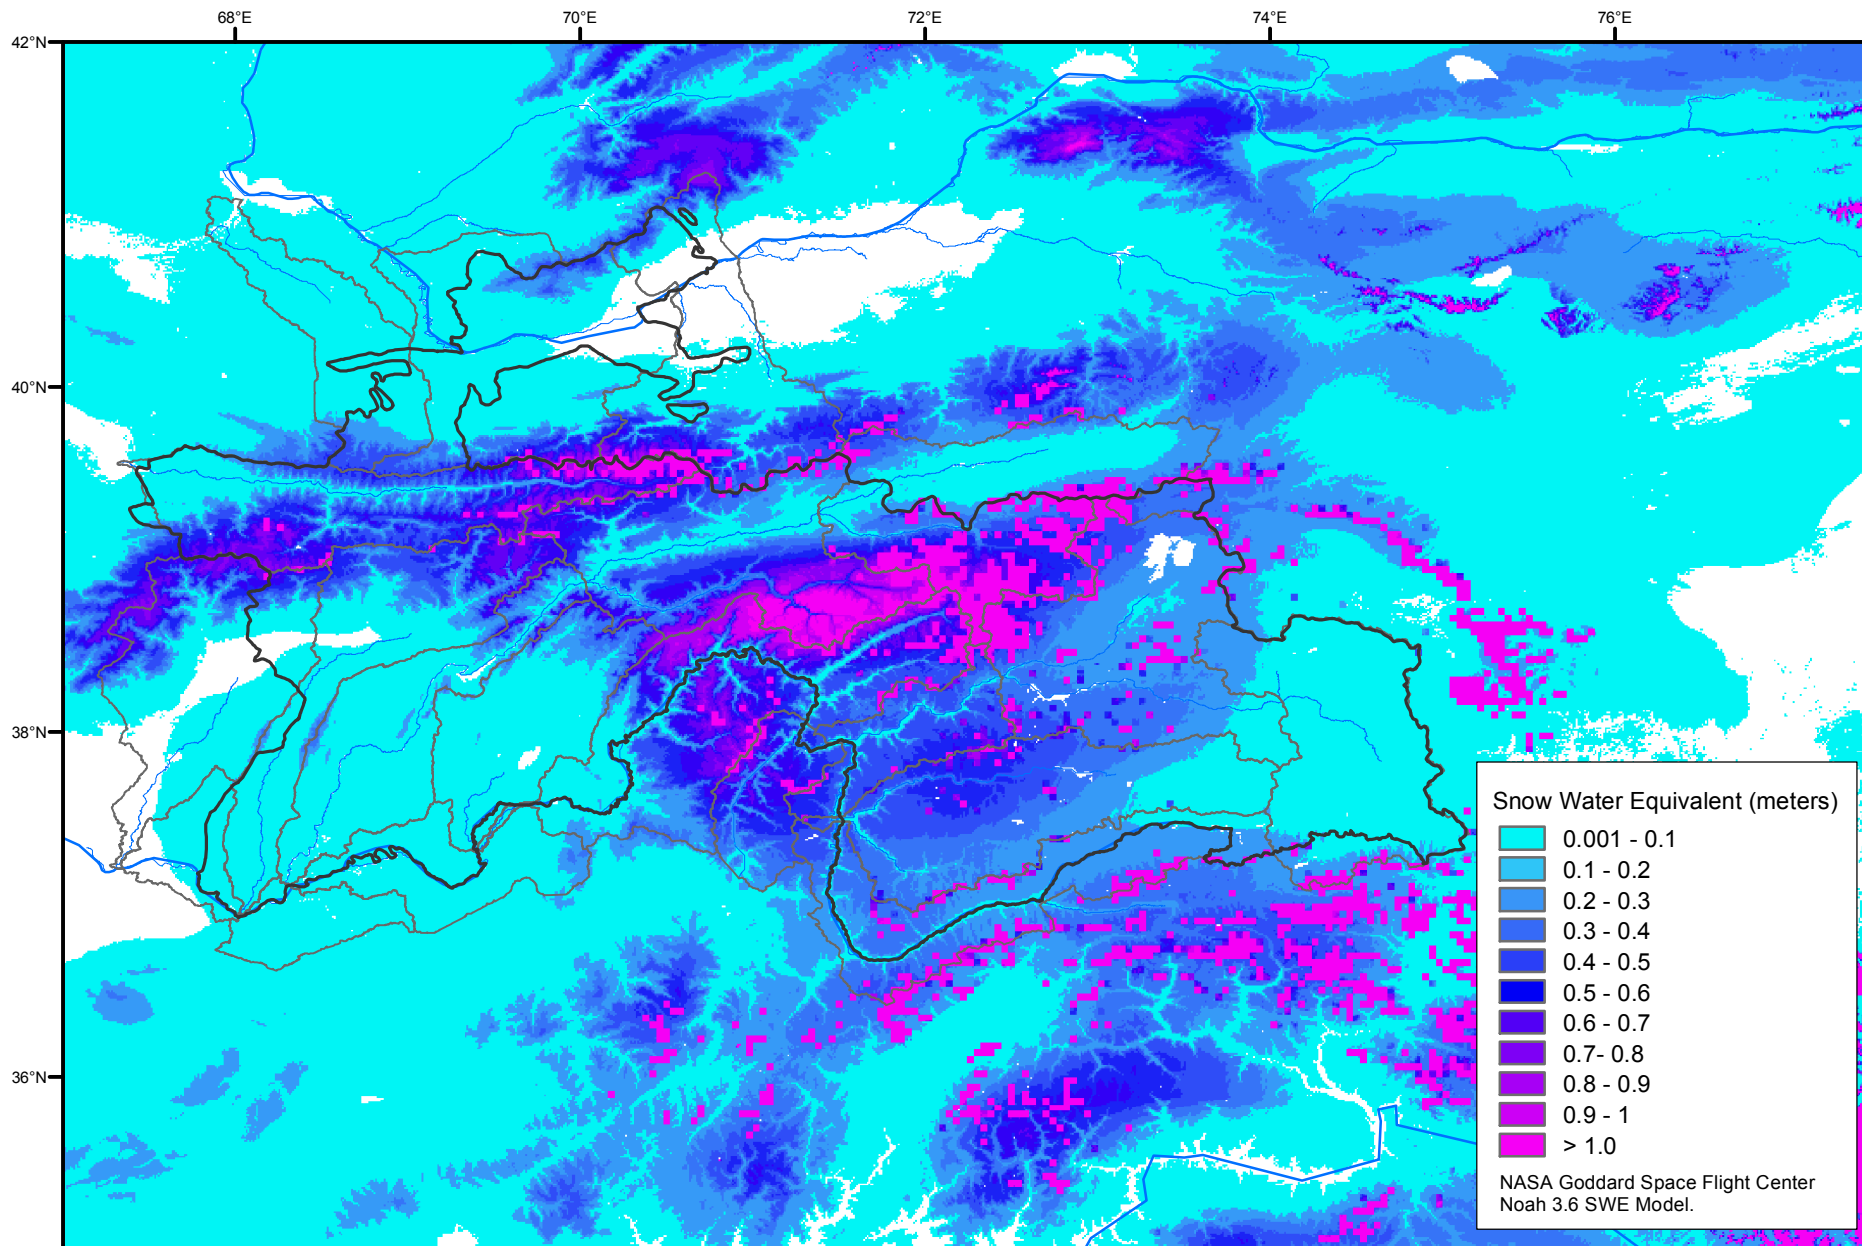 68°E 70°E 72°E 74°E 76°E
42°N
40°N
38°N
36°N
Snow Water Equivalent (meters)
0.001 - 0.1
0.1 - 0.2
0.2 - 0.3
0.3 - 0.4
0.4 - 0.5
0.5 - 0.6
0.6 - 0.7
0.7- 0.8
0.8 - 0.9
0.9 - 1
> 1.0
NASA Goddard Space Flight Center
Noah 3.6 SWE Model.